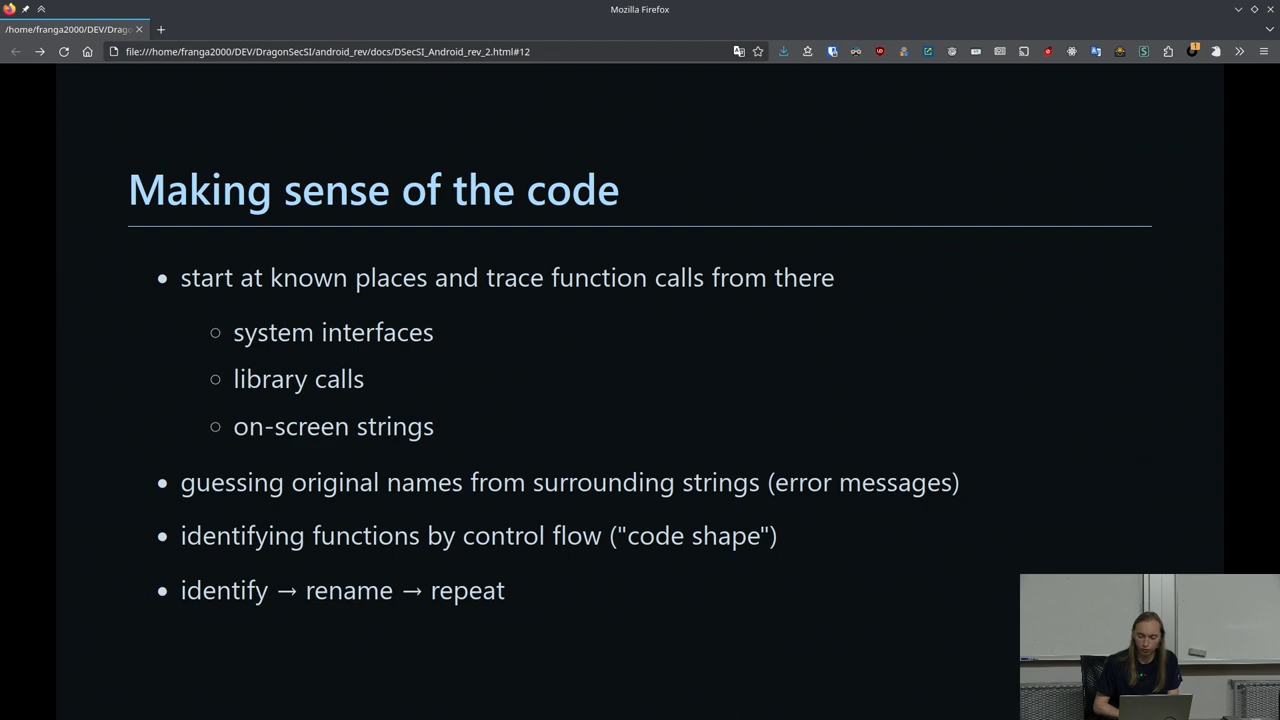 Mozilla Firefox
/home/franga2000/DEV/Drago
file:///home/franga2000/DEV/DragonSecSI/android_rev/docs/DSecSI_Android_rev_2.html#12
Making sense of the code
• start at known places and trace function calls from there
○ system interfaces
○ library calls
○ on-screen strings
• guessing original names from surrounding strings (error messages)
• identifying functions by control flow ("code shape")
• identify → rename → repeat